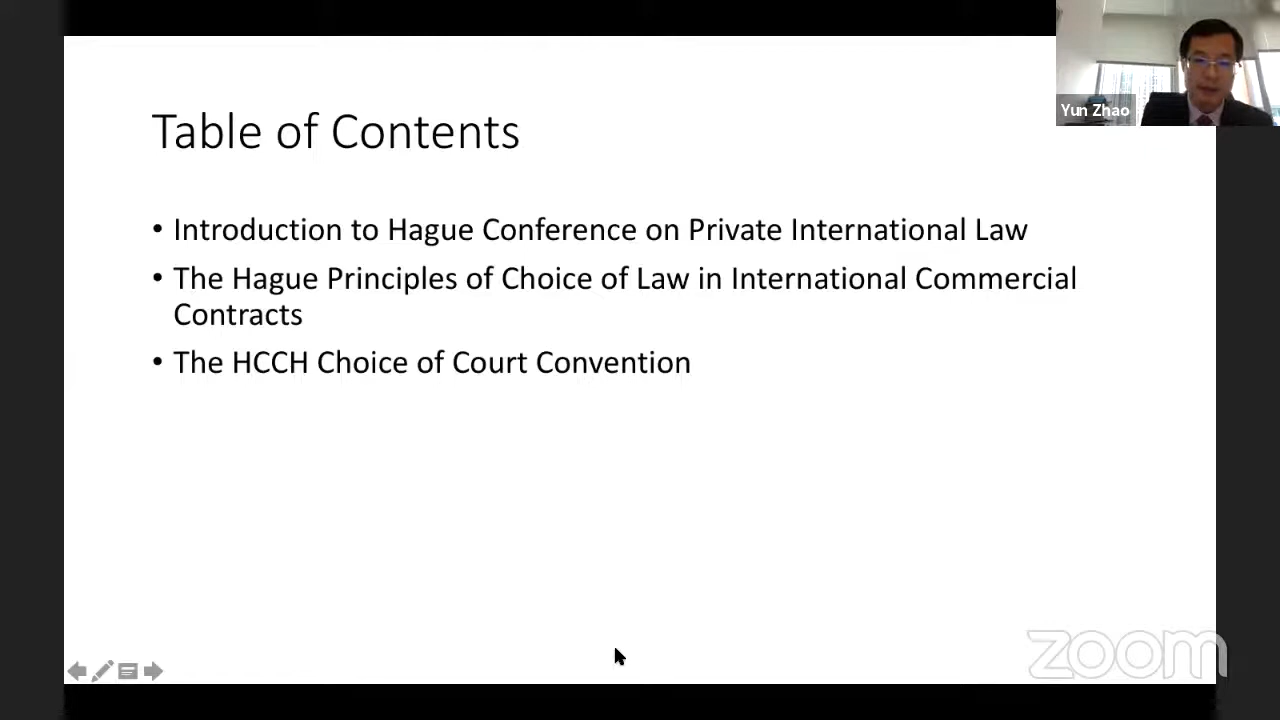 Yun Zhao
Table of Contents
• Introduction to Hague Conference on Private International Law
• The Hague Principles of Choice of Law in International Commercial
Contracts
• The HCCH Choice of Court Convention
zoom